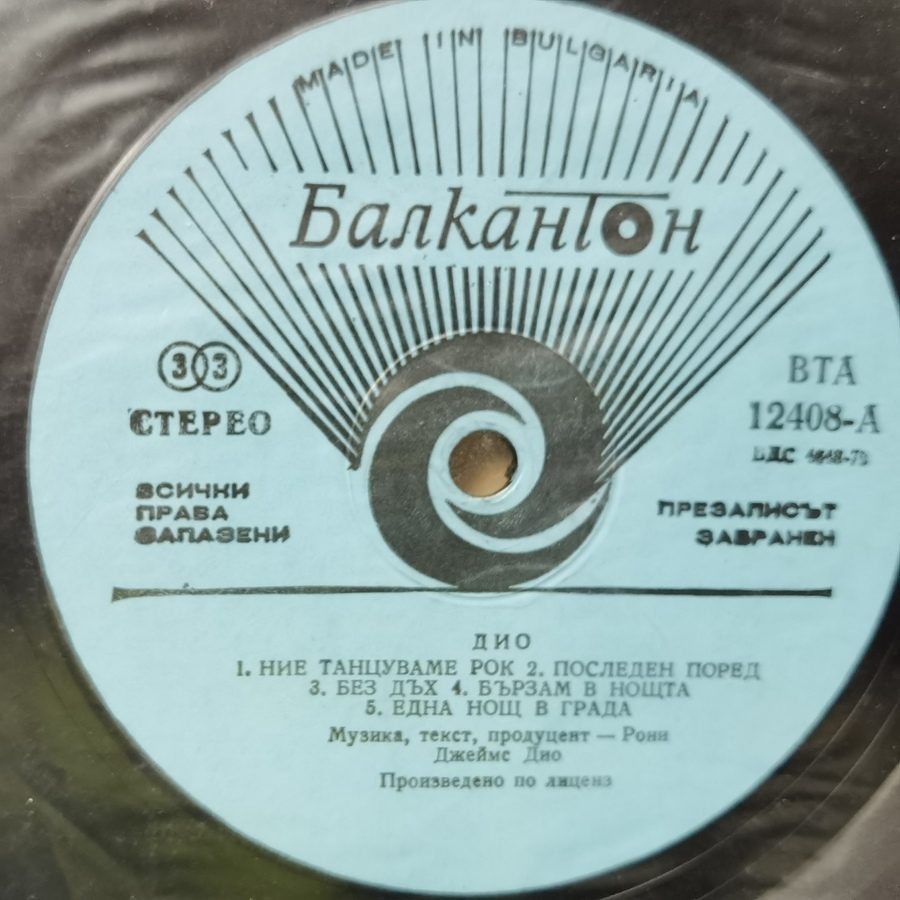 MADE IN BULGARIA
Балкантон
33
СТЕРЕО
ВСИЧКИ
ПРАВА
ЗАПАЗЕНИ
ВТА
12408-А
БДС
ПРЕЗАПИСЪТ
ЗАБРАНЕН
ДИО
1. НИЕ ТАНЦУВАМЕ РОК 2. ПОСЛЕДЕН ПОРЕД
3. БЕЗ ДЪХ 4. БЪРЗАМ В НОЩТА
5. ЕДНА НОЩ В ГРАДА
Музика, текст, продуцент — Рони
Джеймс Дио
Произведено по лиценз